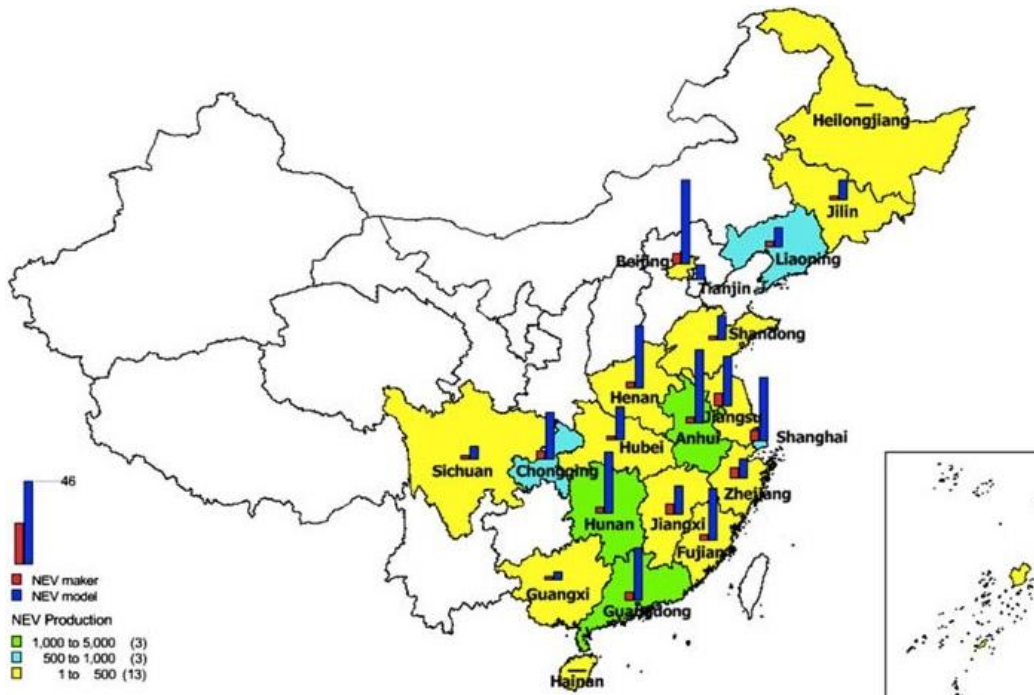 Heilongjiang
Jilin
Liaoning
Beijing
Tianjin
Shandong
Henan
Jiangsu
Anhui
Shanghai
Hubei
Sichuan
Chongqing
Zhejiang
Hunan
Jiangxi
Fujian
Guangxi
Guangdong
Hainan
46
NEV maker
NEV model
NEV Production
1,000 to 5,000 (3)
500 to 1,000 (3)
1 to 500 (13)